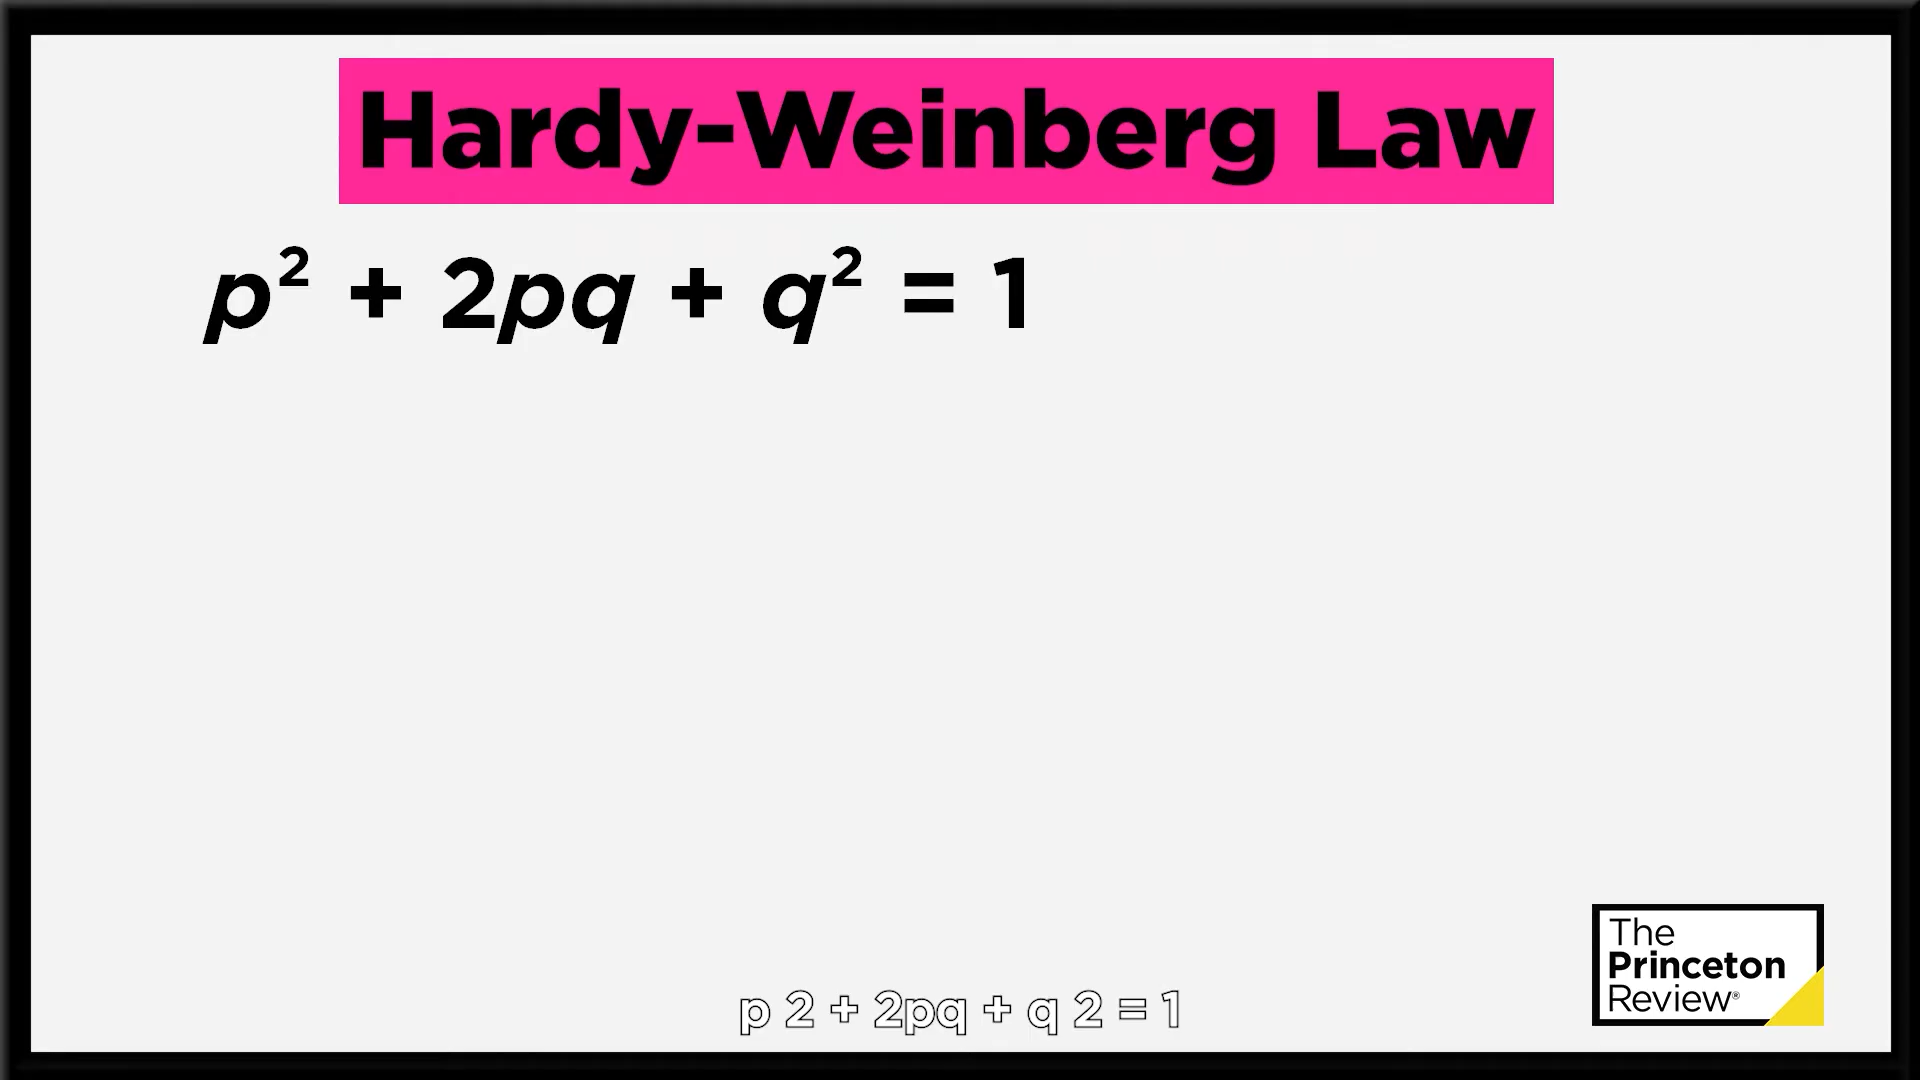 Hardy-Weinberg Law
p² + 2pq + q² = 1
The
Princeton
Review®
p 2 + 2pq + q 2 = 1